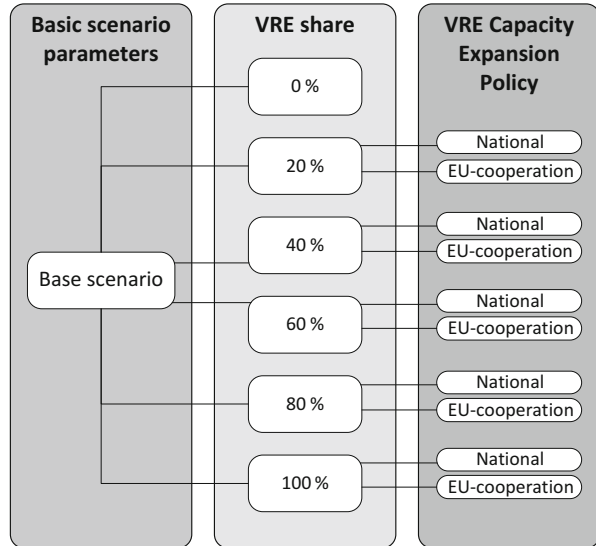 Basic scenario
parameters
VRE share
VRE Capacity
Expansion
Policy
Base scenario
0 %
20 %
National
EU-cooperation
40 %
National
EU-cooperation
60 %
National
EU-cooperation
80 %
National
EU-cooperation
100 %
National
EU-cooperation